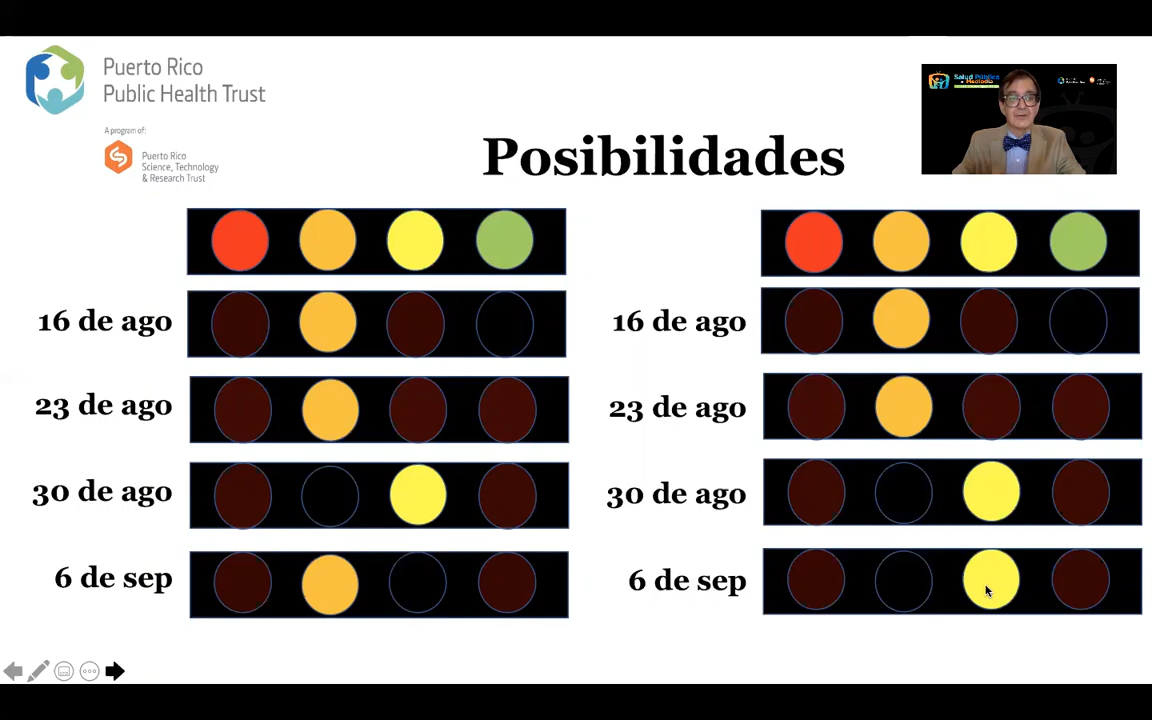 Puerto Rico
Public Health Trust
A program of:
Puerto Rico
Science, Technology
& Research Trust
Salud Pública
Posibilidades
16 de ago
23 de ago
30 de ago
6 de sep
16 de ago
23 de ago
30 de ago
6 de sep